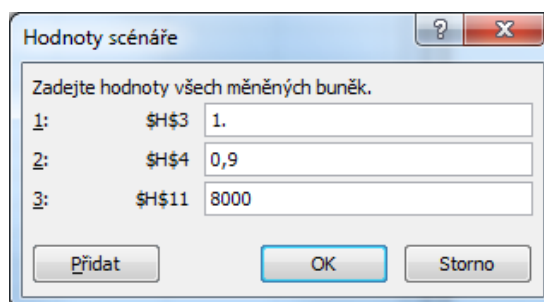 Hodnoty scénáře
Zadejte hodnoty všech měněných buněk.
1: $H$3 1.
2: $H$4 0,9
3: $H$11 8000
Přidat OK Storno